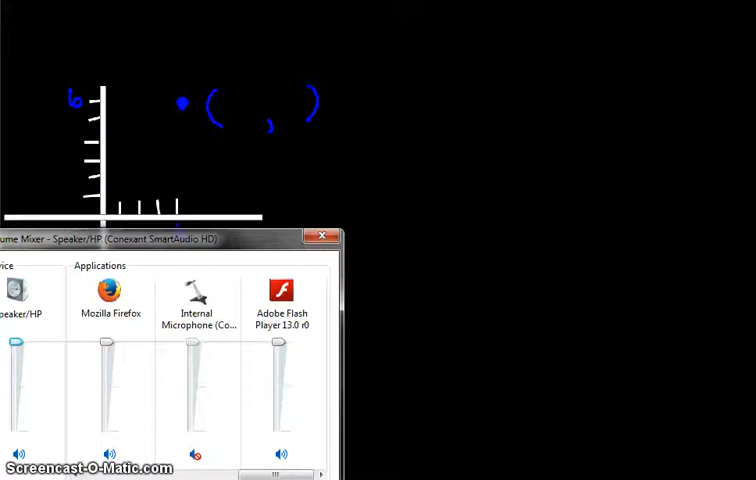 6 ( , )
ume Mixer - Speaker/HP (Conexant SmartAudio HD)
ice Applications
peaker/HP Mozilla Firefox Internal Microphone (Co... Adobe Flash Player 13.0 r0
Screencast-O-Matic.com